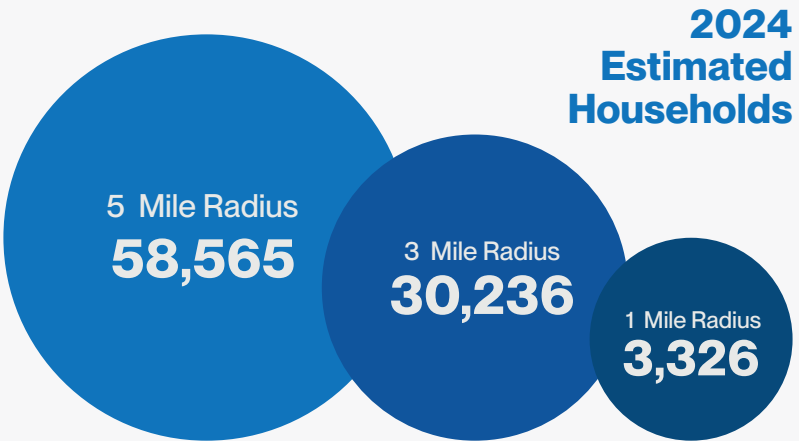 2024
Estimated
Households
5 Mile Radius
58,565
3 Mile Radius
30,236
1 Mile Radius
3,326